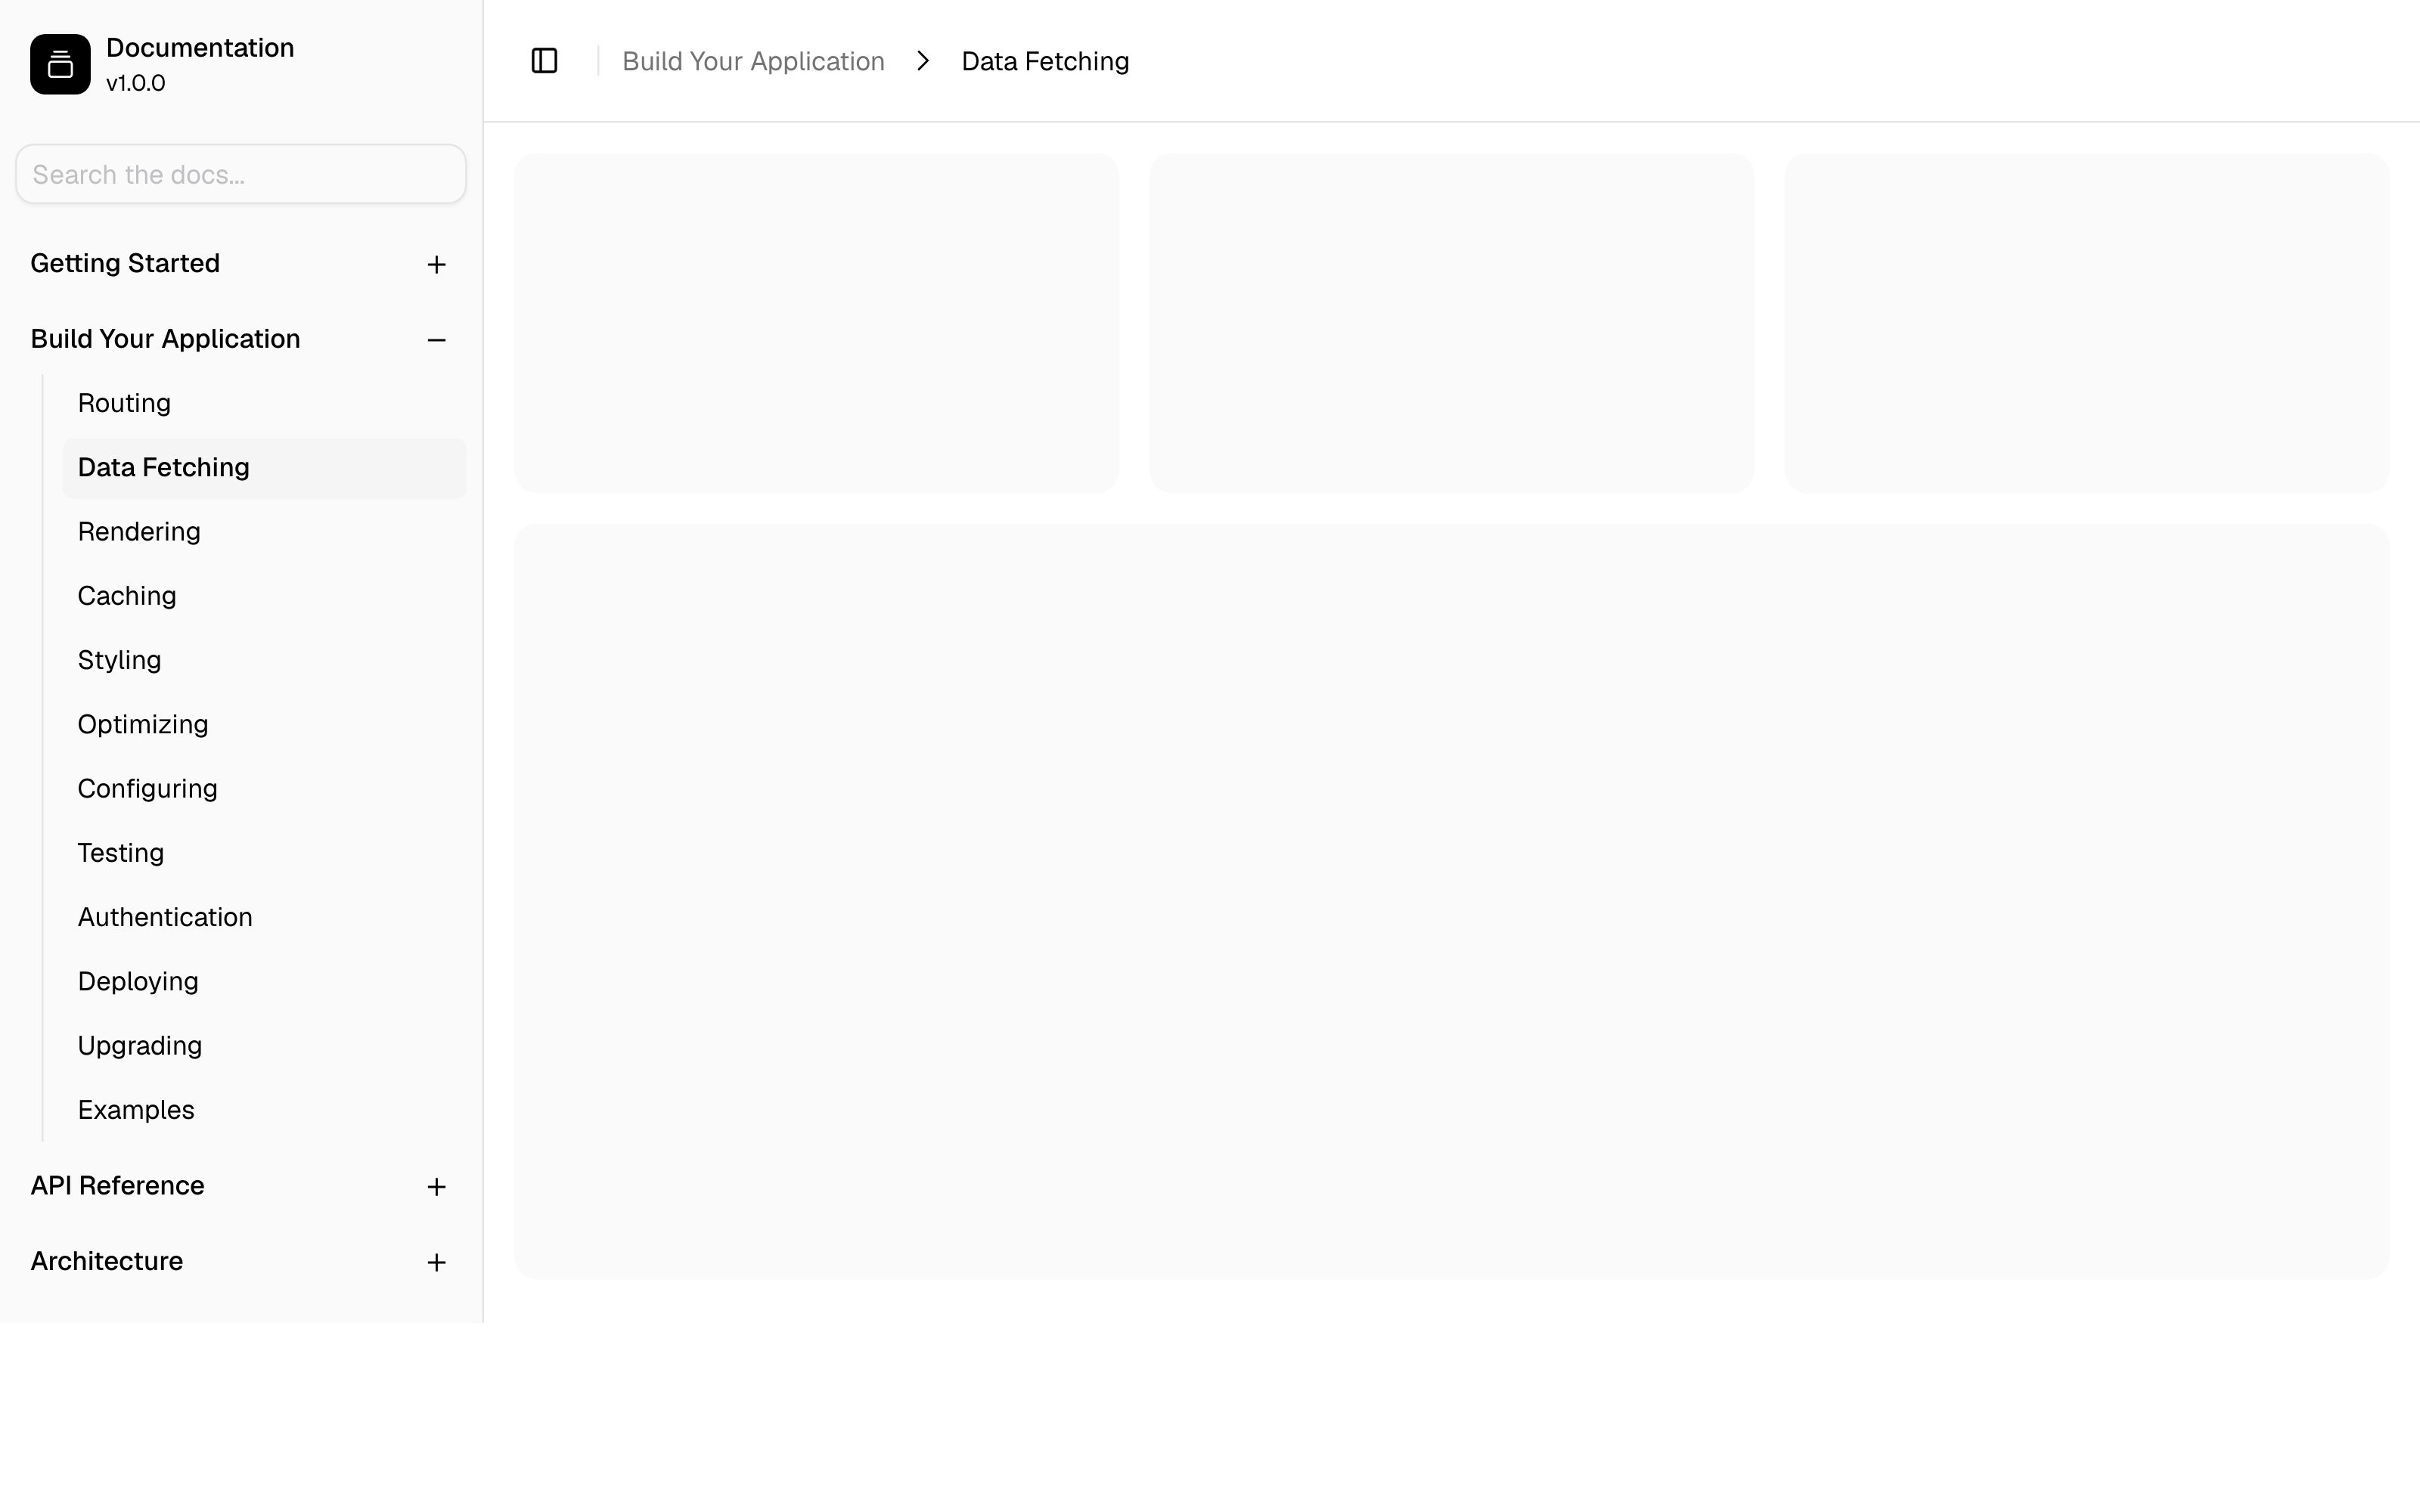 Documentation
v1.0.0
Search the docs...
Getting Started
Build Your Application
Routing
Data Fetching
Rendering
Caching
Styling
Optimizing
Configuring
Testing
Authentication
Deploying
Upgrading
Examples
API Reference
Architecture
Build Your Application > Data Fetching